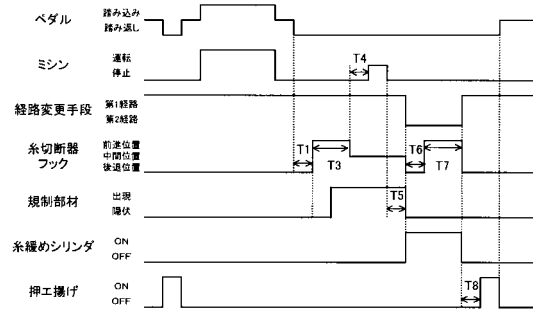 ペダル 踏み込み
踏み返し
ミシン 運転
停止
T4
経路変更手段 第1経路
第2経路
糸切断器
フック
前進位置
中間位置
後退位置
T1
T3
T6
T7
規制部材 出現
隠伏
T5
糸緩めシリンダ ON
OFF
押エ揚げ ON
OFF
T8